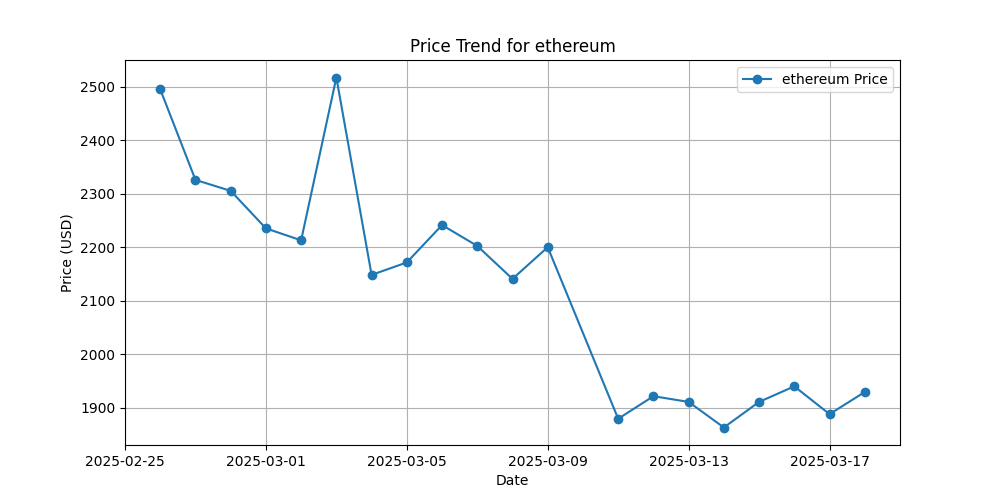 Price Trend for ethereum
ethereum Price
Price (USD)
2500
2400
2300
2200
2100
2000
1900
2025-02-25 2025-03-01 2025-03-05 2025-03-09 2025-03-13 2025-03-17
Date